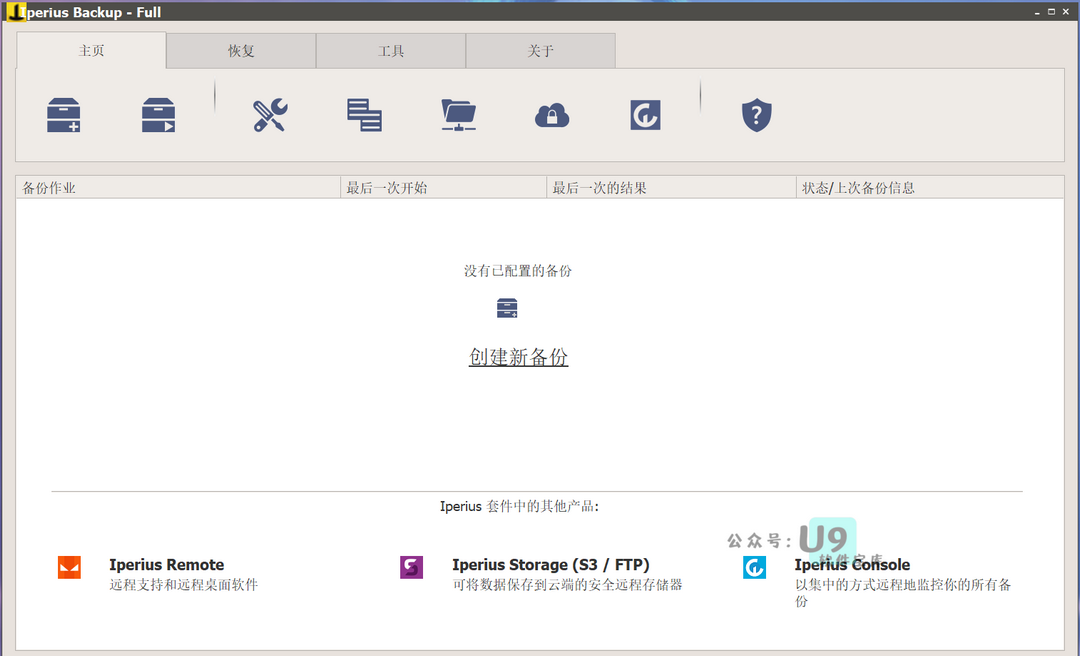 Iperius Backup - Full
主页
恢复
工具
关于
备份作业
最后一次开始
最后一次的结果
状态/上次备份信息
没有已配置的备份
创建新备份
Iperius 套件中的其他产品:
公众号: U9
软件宝库
Iperius Remote
远程支持和远程桌面软件
Iperius Storage (S3 / FTP)
可将数据保存到云端的安全远程存储器
Iperius Console
以集中的方式远程地监控你的所有备
份